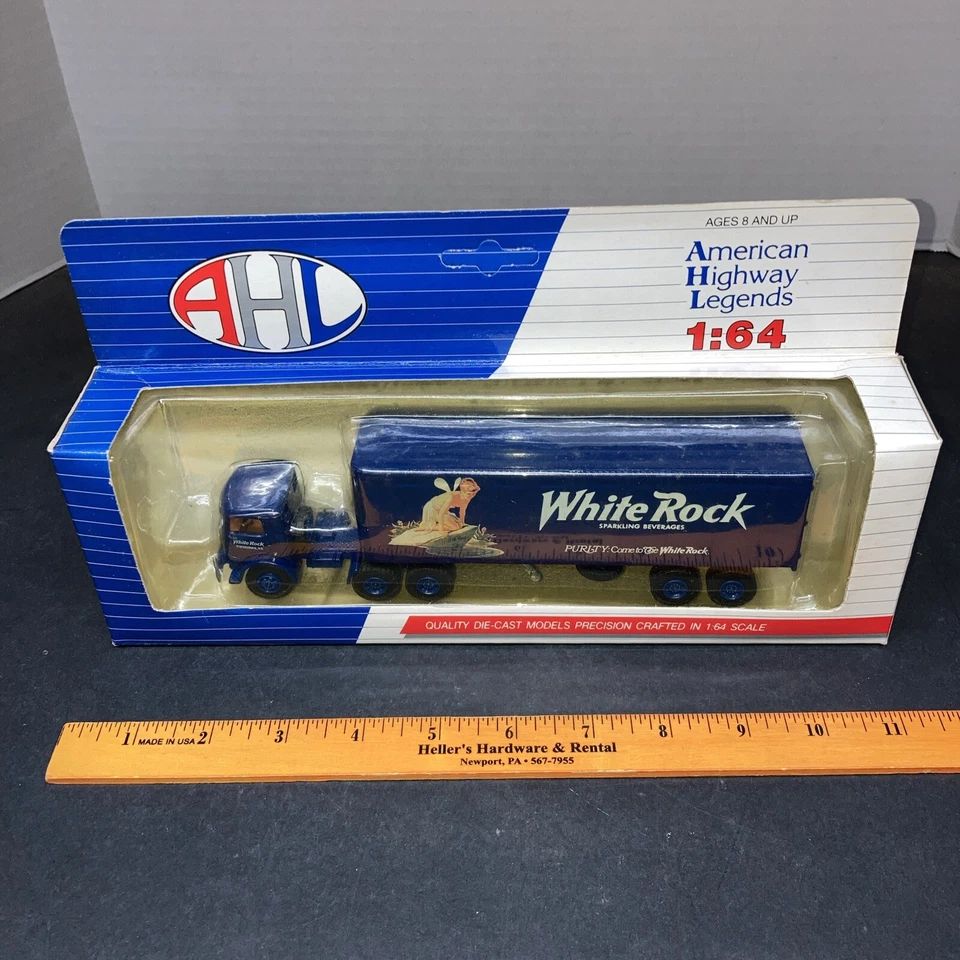 AGES 8 AND UP
AHL
American
Highway
Legends
1:64
White Rock
SPARKLING BEVERAGES
PURITY: Come to The White Rock.
White Rock
QUALITY DIE-CAST MODELS PRECISION CRAFTED IN 1:64 SCALE
1 MADE IN USA 2 3 4 5 6 7 8 9 10 11
Heller's Hardware & Rental
Newport, PA • 567-7955